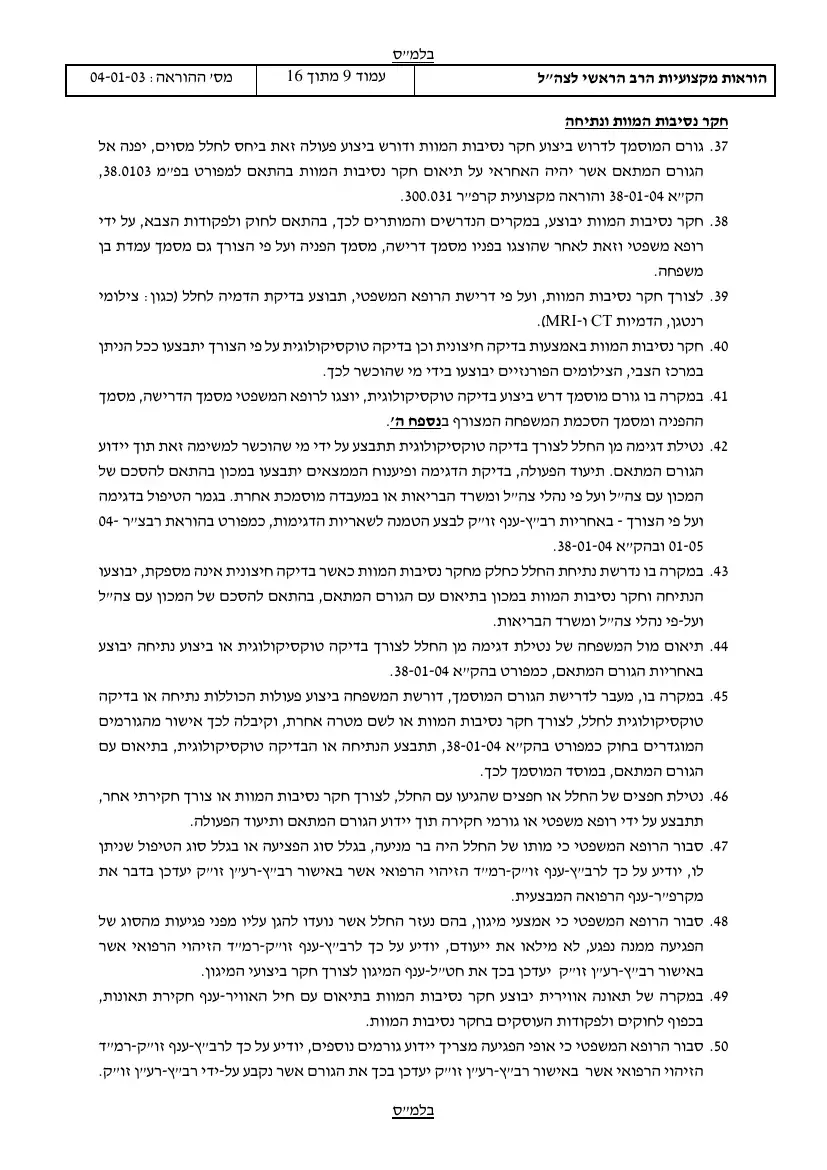 בלמ״ס
הוראות מקצועיות הרב הראשי לצה״ל
עמוד 9 מתוך 16
מס׳ ההוראה: 04-01-03
חקר נסיבות המוות ונתיחה
37. גורם המוסמך לדרוש ביצוע חקר נסיבות המוות ודורש ביצוע פעולה זאת ביחס לחלל מסוים, יפנה אל
הגורם המתאם אשר יהיה האחראי על תיאום חקר נסיבות המוות בהתאם למפורט בפ״מ 38.0103,
הק״א 38-01-04 והוראה מקצועית קרפ״ר 300.031.
38. חקר נסיבות המוות יבוצע, במקרים הנדרשים והמותרים לכך, בהתאם לחוק ולפקודות הצבא, על ידי
רופא משפטי וזאת לאחר שהוצגו בפניו מסמך דרישה, מסמך הפניה ועל פי הצורך גם מסמך עמדת בן
משפחה.
39. לצורך חקר נסיבות המוות, ועל פי דרישת הרופא המשפטי, תבוצע בדיקת הדמיה לחלל (כגון: צילומי
רנטגן, הדמיות CT ו-MRI).
40. חקר נסיבות המוות באמצעות בדיקה חיצונית וכן בדיקה טוקסיקולוגית על פי הצורך יתבצעו ככל הניתן
במרכז הצבי, הצילומים הפורנזיים יבוצעו בידי מי שהוכשר לכך.
41. במקרה בו גורם מוסמך דרש ביצוע בדיקה טוקסיקולוגית, יוצגו לרופא המשפטי מסמך הדרישה, מסמך
ההפניה ומסמך הסכמת המשפחה המצורף בנספח ה׳.
42. נטילת דגימה מן החלל לצורך בדיקה טוקסיקולוגית תתבצע על ידי מי שהוכשר למשימה זאת תוך יידוע
הגורם המתאם. תיעוד הפעולה, בדיקת הדגימה ופיענוח הממצאים יתבצעו במכון בהתאם להסכם של
המכון עם צה״ל ועל פי נהלי צה״ל ומשרד הבריאות או במעבדה מוסמכת אחרת. בגמר הטיפול בדגימה
ועל פי הצורך - באחריות רב״ץ-ענף זו״ק לבצע הטמנה לשאריות הדגימות, כמפורט בהוראת רבצ״ר 04-
01-05 ובהק״א 38-01-04.
43. במקרה בו נדרשת נתיחת החלל כחלק מחקר נסיבות המוות כאשר בדיקה חיצונית אינה מספקת, יבוצעו
הנתיחה וחקר נסיבות המוות במכון בתיאום עם הגורם המתאם, בהתאם להסכם של המכון עם צה״ל
ועל-פי נהלי צה״ל ומשרד הבריאות.
44. תיאום מול המשפחה של נטילת דגימה מן החלל לצורך בדיקה טוקסיקולוגית או ביצוע נתיחה יבוצע
באחריות הגורם המתאם, כמפורט בהק״א 38-01-04.
45. במקרה בו, מעבר לדרישת הגורם המוסמך, דורשת המשפחה ביצוע פעולות הכוללות נתיחה או בדיקה
טוקסיקולוגית לחלל, לצורך חקר נסיבות המוות או לשם מטרה אחרת, וקיבלה לכך אישור מהגורמים
המוגדרים בחוק כמפורט בהק״א 38-01-04, תתבצע הנתיחה או הבדיקה טוקסיקולוגית, בתיאום עם
הגורם המתאם, במוסד המוסמך לכך.
46. נטילת חפצים של החלל או חפצים שהגיעו עם החלל, לצורך חקר נסיבות המוות או צורך חקירתי אחר,
תתבצע על ידי רופא משפטי או גורמי חקירה תוך יידוע הגורם המתאם ותיעוד הפעולה.
47. סבור הרופא המשפטי כי מותו של החלל היה בר מניעה, בגלל סוג הפציעה או בגלל סוג הטיפול שניתן
לו, יודיע על כך לרב״ץ-ענף זו״ק-רמ״ד הזיהוי הרפואי אשר באישור רב״ץ-רע״ן זו״ק יעדכן בדבר את
מקרפ״ר-ענף הרפואה המבצעית.
48. סבור הרופא המשפטי כי אמצעי מיגון, בהם נעזר החלל אשר נועדו להגן עליו מפני פגיעות מהסוג של
הפגיעה ממנה נפגע, לא מילאו את ייעודם, יודיע על כך לרב״ץ-ענף זו״ק-רמ״ד הזיהוי הרפואי אשר
באישור רב״ץ-רע״ן זו״ק יעדכן בכך את חט״ל-ענף המיגון לצורך חקר ביצועי המיגון.
49. במקרה של תאונה אווירית יבוצע חקר נסיבות המוות בתיאום עם חיל האוויר-ענף חקירת תאונות,
בכפוף לחוקים ולפקודות העוסקים בחקר נסיבות המוות.
50. סבור הרופא המשפטי כי אופי הפגיעה מצריך יידוע גורמים נוספים, יודיע על כך לרב״ץ-ענף זו״ק-רמ״ד
הזיהוי הרפואי אשר באישור רב״ץ-רע״ן זו״ק יעדכן בכך את הגורם אשר נקבע על-ידי רב״ץ-רע״ן זו״ק.
בלמ״ס